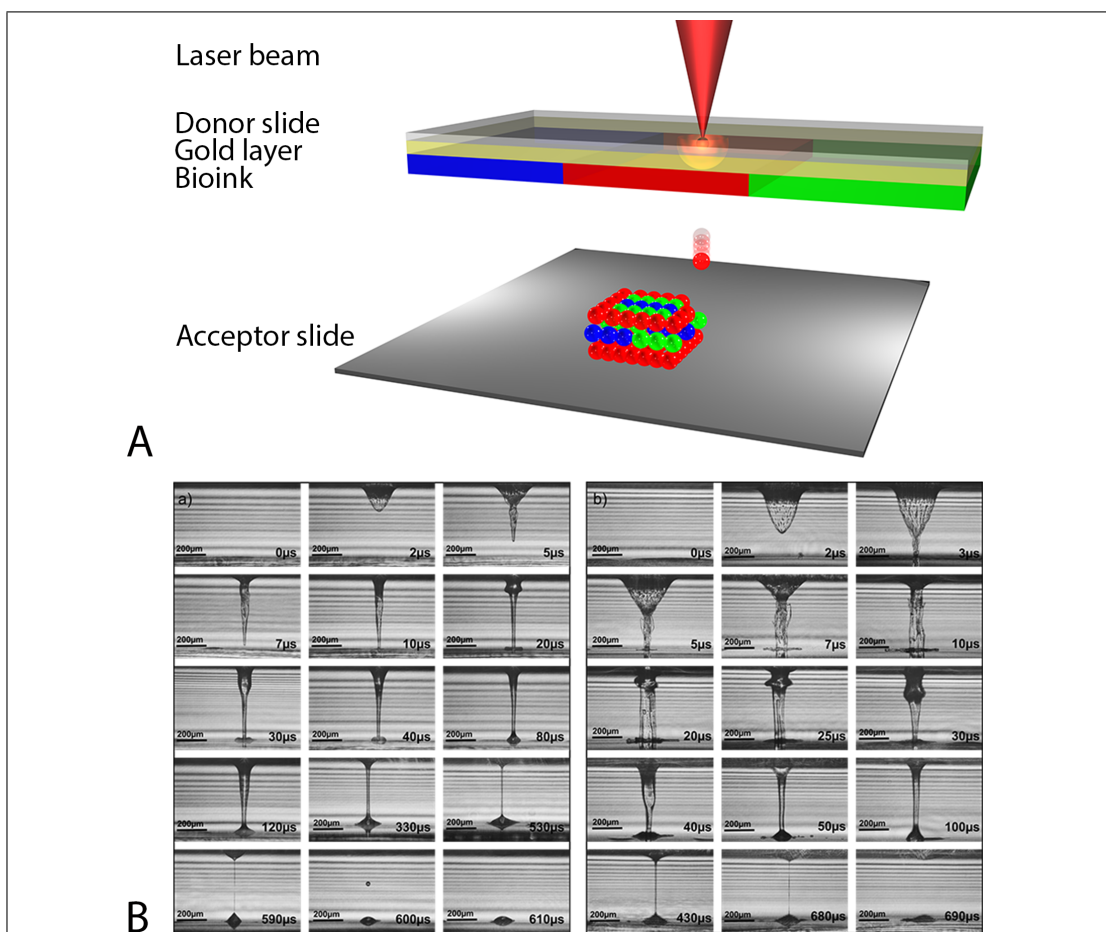 Laser beam
Donor slide
Gold layer
Bioink
Acceptor slide
A
a)
200µm 0µs
200µm 2µs
200µm 5µs
200µm 7µs
200µm 10µs
200µm 20µs
200µm 30µs
200µm 40µs
200µm 80µs
200µm 120µs
200µm 330µs
200µm 530µs
200µm 590µs
200µm 600µs
200µm 610µs
b)
200µm 0µs
200µm 2µs
200µm 3µs
200µm 5µs
200µm 7µs
200µm 10µs
200µm 20µs
200µm 25µs
200µm 30µs
200µm 40µs
200µm 50µs
200µm 100µs
200µm 430µs
200µm 680µs
200µm 690µs
B